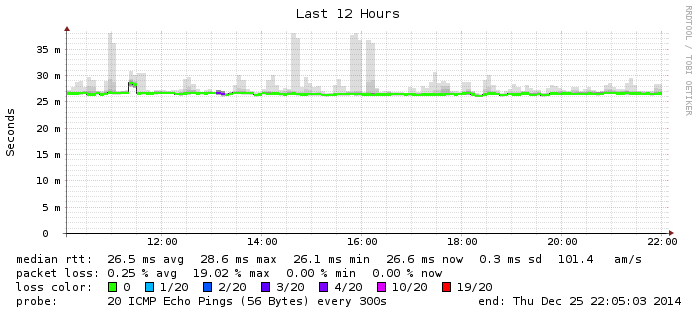 Last 12 Hours
RRDTOOL / TOBI OETIKER
Seconds
35 m
30 m
25 m
20 m
15 m
10 m
5 m
0
12:00 14:00 16:00 18:00 20:00 22:00
median rtt: 26.5 ms avg 28.6 ms max 26.1 ms min 26.6 ms now 0.3 ms sd 101.4 am/s
packet loss: 0.25 % avg 19.02 % max 0.00 % min 0.00 % now
loss color: 0 1/20 2/20 3/20 4/20 10/20 19/20
probe: 20 ICMP Echo Pings (56 Bytes) every 300s end: Thu Dec 25 22:05:03 2014